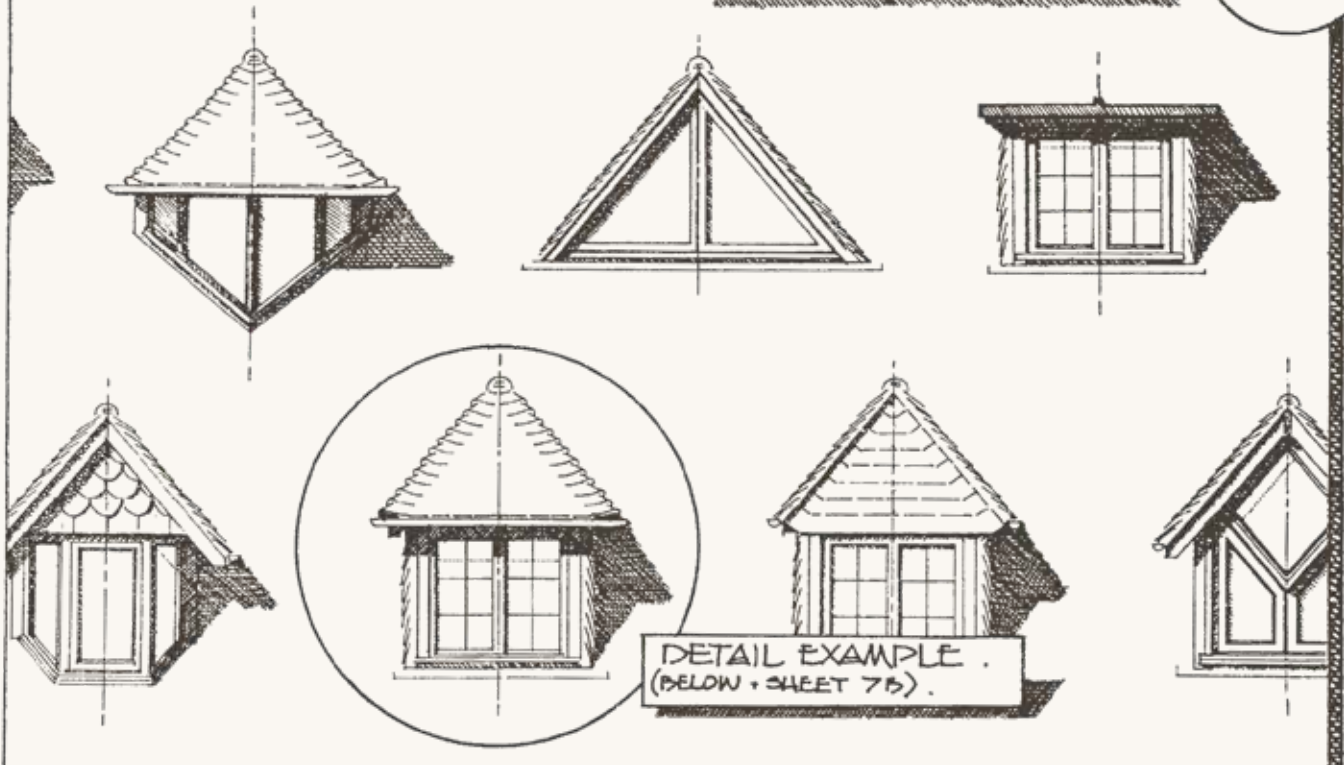 DETAIL EXAMPLE .
(BELOW + SHEET 7B) .